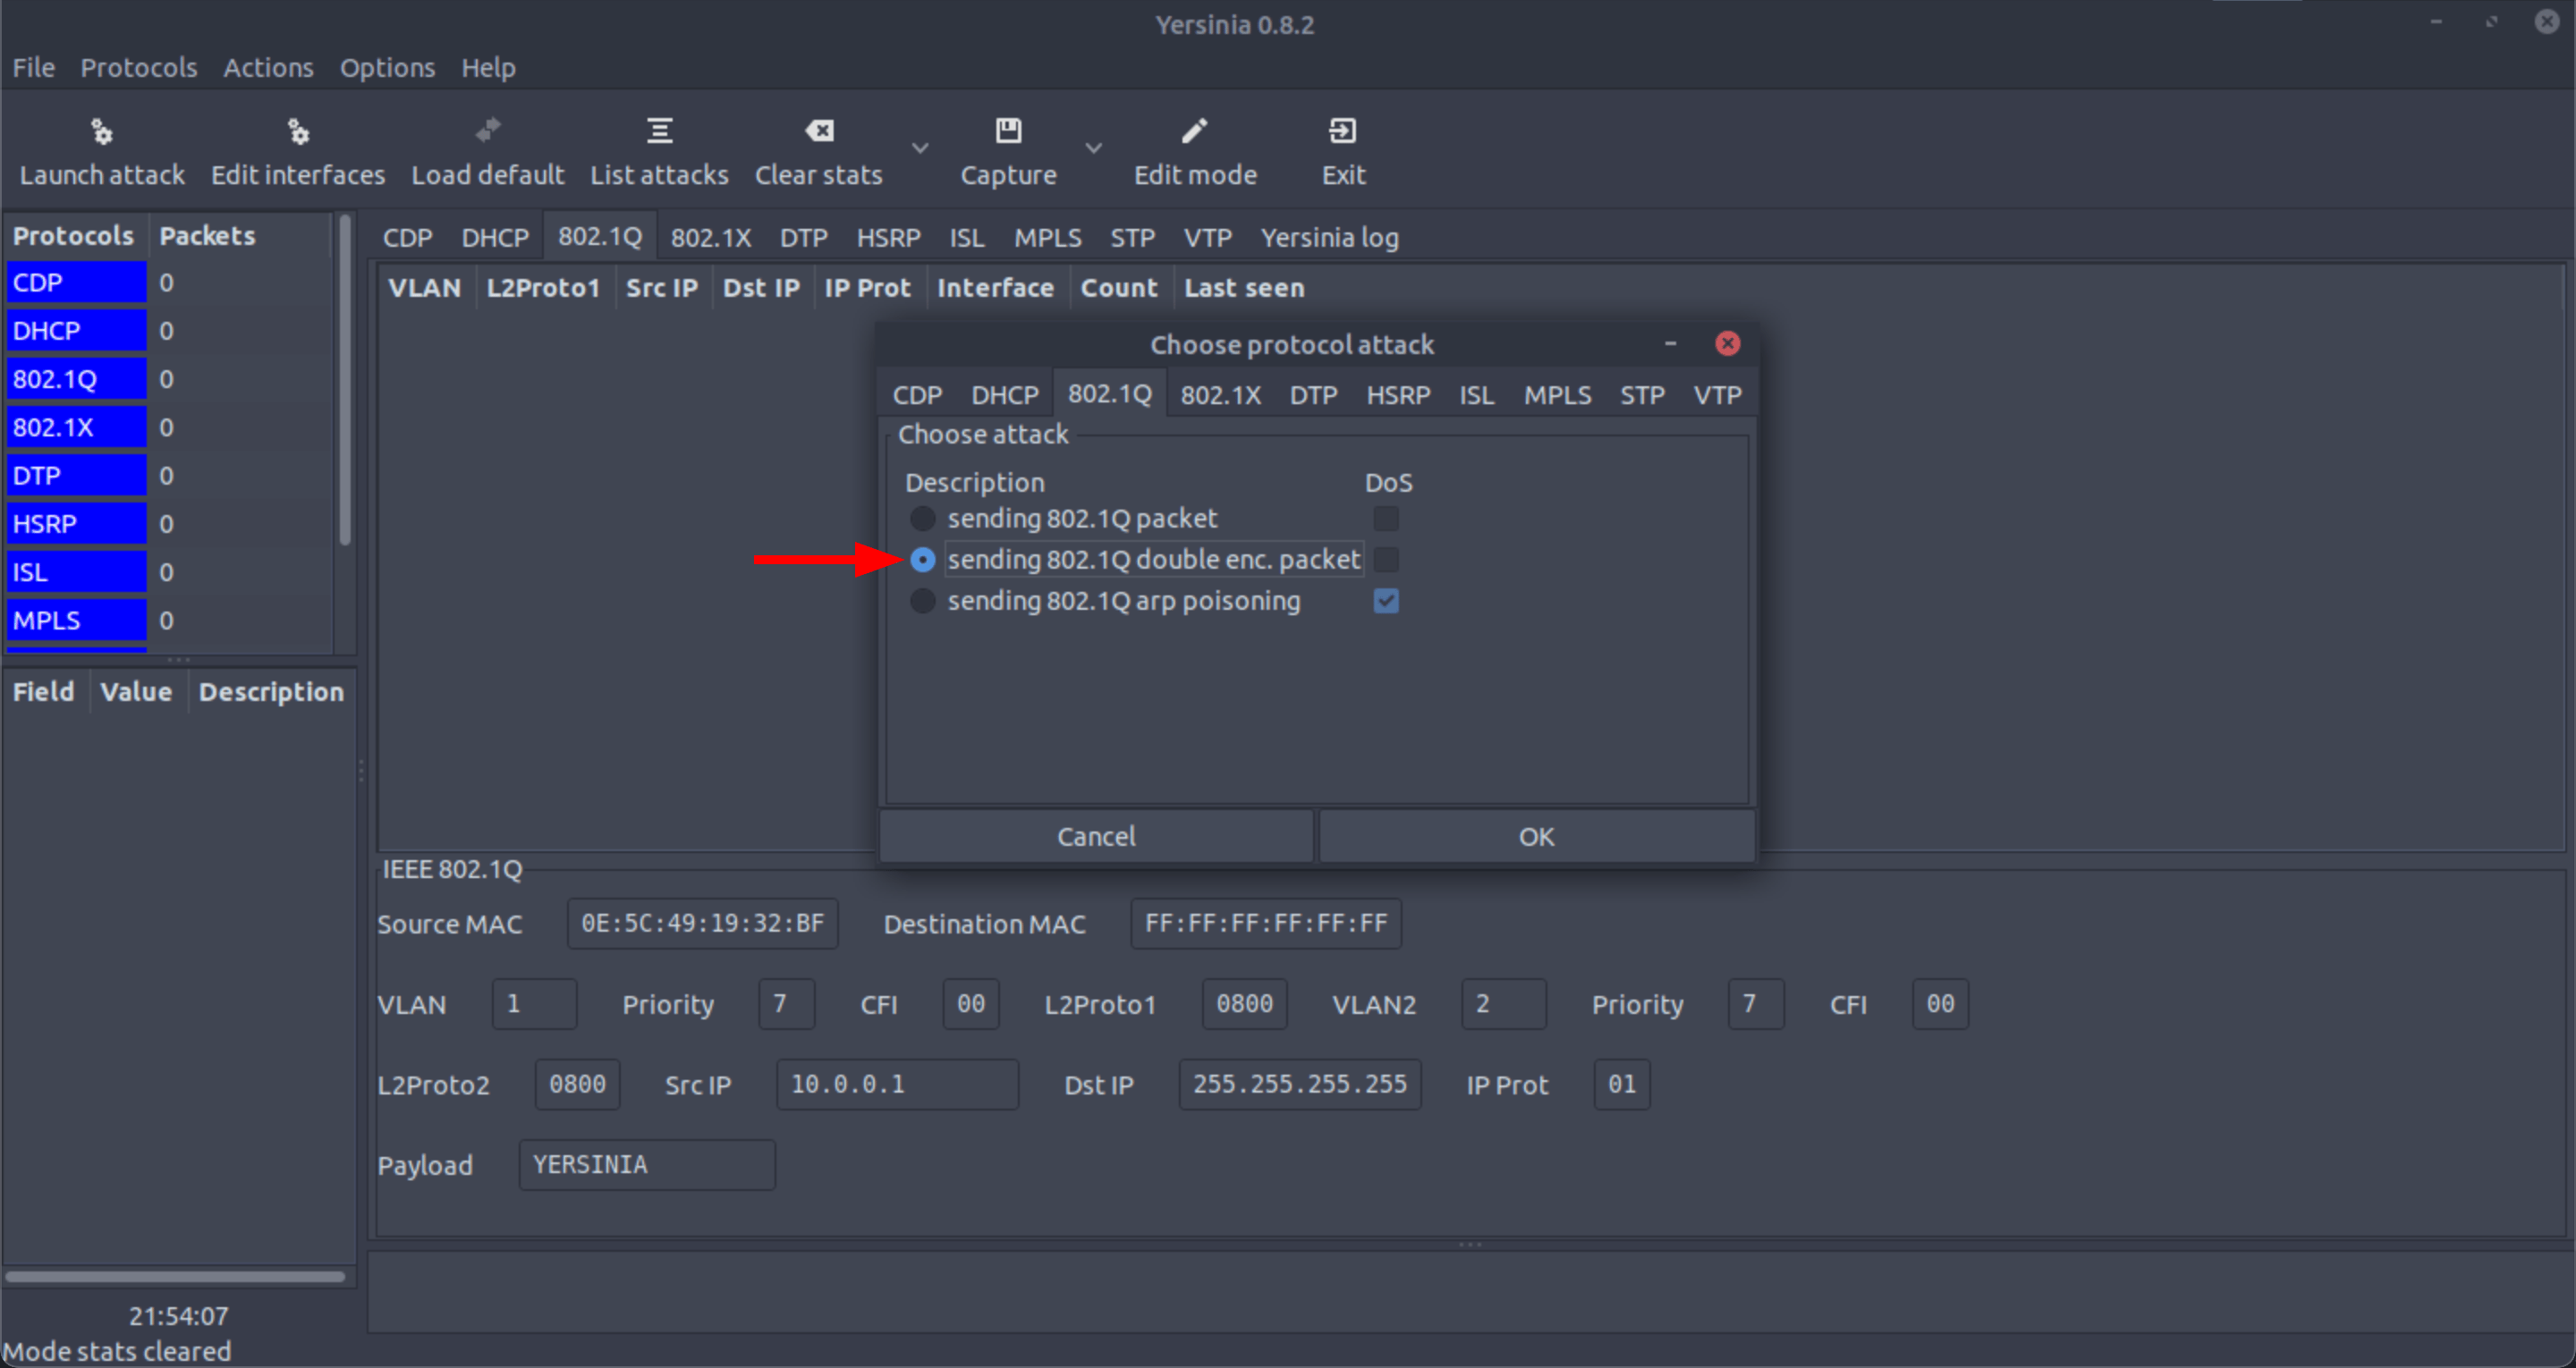 Yersinia 0.8.2
File Protocols Actions Options Help
Launch attack Edit interfaces Load default List attacks Clear stats Capture Edit mode Exit
Protocols Packets
CDP 0
DHCP 0
802.1Q 0
802.1X 0
DTP 0
HSRP 0
ISL 0
MPLS 0
Field Value Description
21:54:07
Mode stats cleared
CDP DHCP 802.1Q 802.1X DTP HSRP ISL MPLS STP VTP Yersinia log
VLAN L2Proto1 Src IP Dst IP IP Prot Interface Count Last seen
Choose protocol attack
CDP DHCP 802.1Q 802.1X DTP HSRP ISL MPLS STP VTP
Choose attack
Description DoS
sending 802.1Q packet
sending 802.1Q double enc. packet
sending 802.1Q arp poisoning
Cancel OK
IEEE 802.1Q
Source MAC 0E:5C:49:19:32:BF Destination MAC FF:FF:FF:FF:FF:FF
VLAN 1 Priority 7 CFI 00 L2Proto1 0800 VLAN2 2 Priority 7 CFI 00
L2Proto2 0800 Src IP 10.0.0.1 Dst IP 255.255.255.255 IP Prot 01
Payload YERSINIA